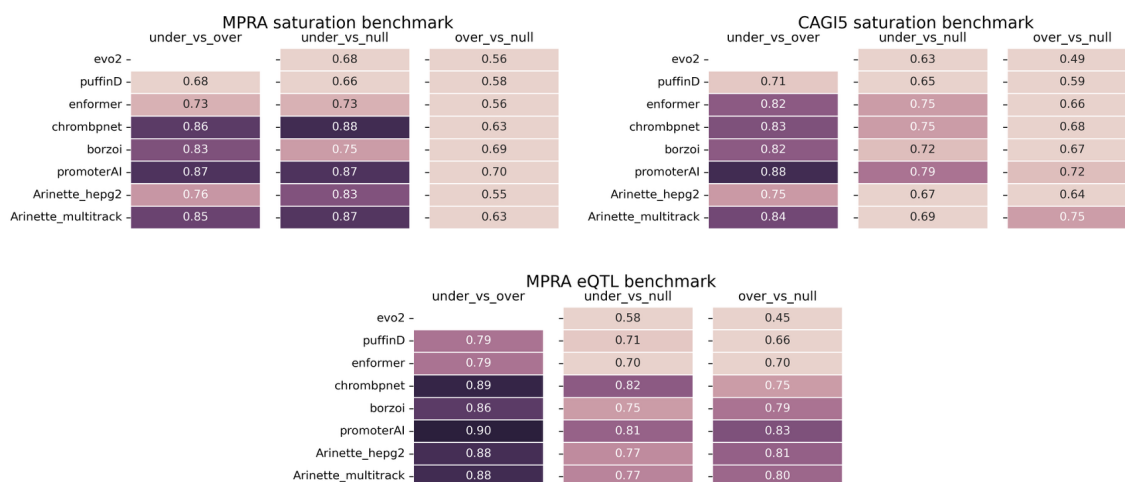 MPRA saturation benchmark
under_vs_over under_vs_null over_vs_null
evo2 0.68 0.56
puffinD 0.68 0.66 0.58
enformer 0.73 0.73 0.56
chrombpnet 0.86 0.88 0.63
borzoi 0.83 0.75 0.69
promoterAI 0.87 0.87 0.70
Arinette_hepg2 0.76 0.83 0.55
Arinette_multitrack 0.85 0.87 0.63
CAGI5 saturation benchmark
under_vs_over under_vs_null over_vs_null
evo2 0.63 0.49
puffinD 0.71 0.65 0.59
enformer 0.82 0.75 0.66
chrombpnet 0.83 0.75 0.68
borzoi 0.82 0.72 0.67
promoterAI 0.88 0.79 0.72
Arinette_hepg2 0.75 0.67 0.64
Arinette_multitrack 0.84 0.69 0.75
MPRA eQTL benchmark
under_vs_over under_vs_null over_vs_null
evo2 0.58 0.45
puffinD 0.79 0.71 0.66
enformer 0.79 0.70 0.70
chrombpnet 0.89 0.82 0.75
borzoi 0.86 0.75 0.79
promoterAI 0.90 0.81 0.83
Arinette_hepg2 0.88 0.77 0.81
Arinette_multitrack 0.88 0.77 0.80